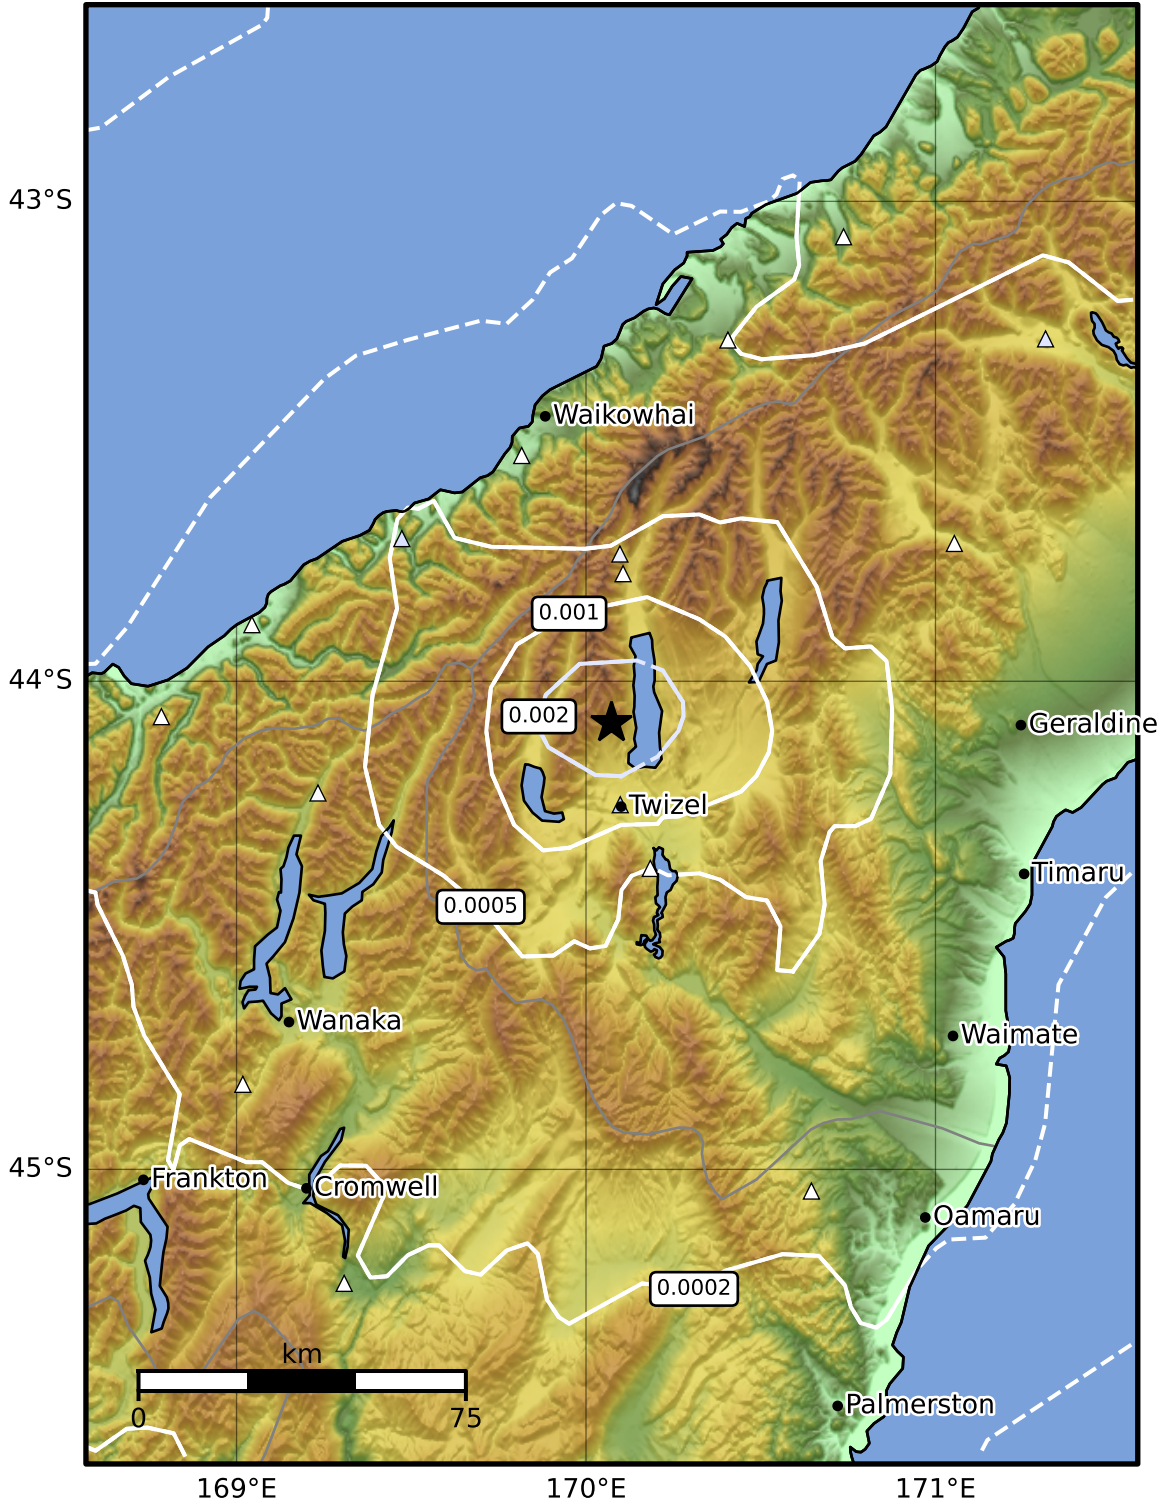 43°S
Waikowhai
0.001
44°S
0.002
Geraldine
Twizel
Timaru
0.0005
Wanaka
Waimate
45°S
Frankton
Cromwell
Oamaru
0.0002
km
0 75
Palmerston
169°E 170°E 171°E